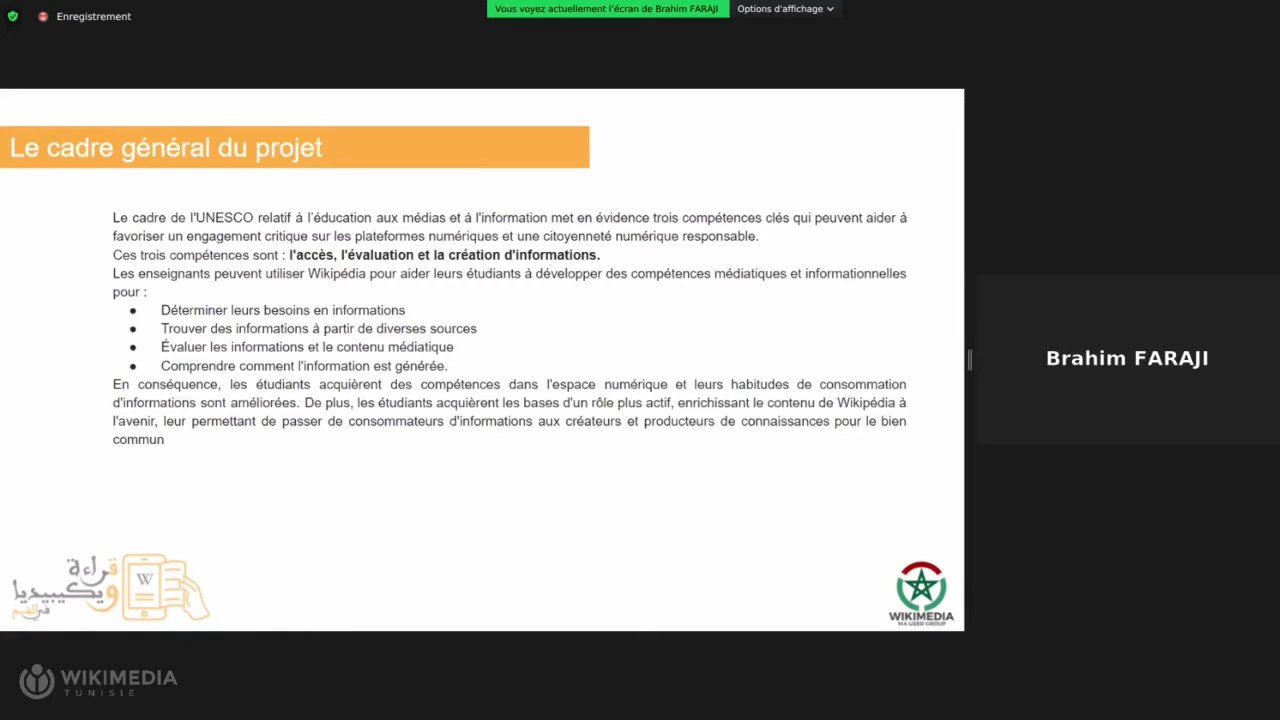 Enregistrement
Vous voyez actuellement l'écran de Brahim FARAJI
Options d'affichage
Le cadre général du projet
Le cadre de l'UNESCO relatif à l'éducation aux médias et à l'information met en évidence trois compétences clés qui peuvent aider à
favoriser un engagement critique sur les plateformes numériques et une citoyenneté numérique responsable.
Ces trois compétences sont : l'accès, l'évaluation et la création d'informations.
Les enseignants peuvent utiliser Wikipédia pour aider leurs étudiants à développer des compétences médiatiques et informationnelles
pour :
● Déterminer leurs besoins en informations
● Trouver des informations à partir de diverses sources
● Évaluer les informations et le contenu médiatique
● Comprendre comment l'information est générée.
En conséquence, les étudiants acquièrent des compétences dans l'espace numérique et leurs habitudes de consommation
d'informations sont améliorées. De plus, les étudiants acquièrent les bases d'un rôle plus actif, enrichissant le contenu de Wikipédia à
l'avenir, leur permettant de passer de consommateurs d'informations aux créateurs et producteurs de connaissances pour le bien
commun
Brahim FARAJI
قراءة
ويكيبيديا
في القسم
W
WIKIMEDIA
MA USER GROUP
WIKIMEDIA
TUNISIE